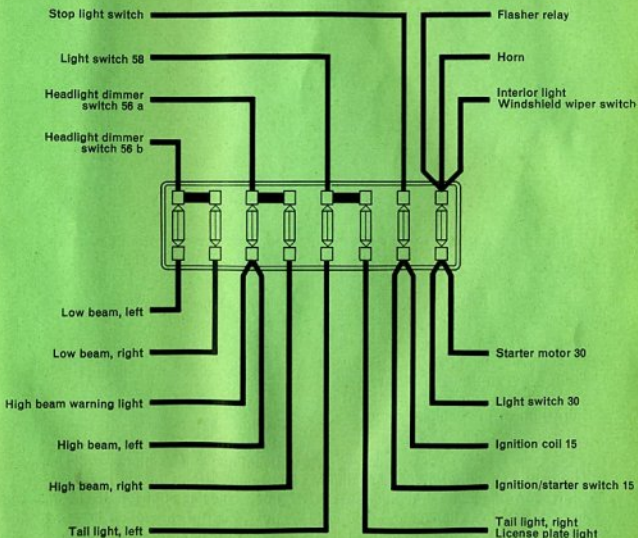 Stop light switch
Light switch 58
Headlight dimmer
switch 56 a
Headlight dimmer
switch 56 b
Flasher relay
Horn
Interior light
Windshield wiper switch
Low beam, left
Low beam, right
High beam warning light
High beam, left
High beam, right
Tail light, left
Starter motor 30
Light switch 30
Ignition coil 15
Ignition/starter switch 15
Tail light, right
License plate light